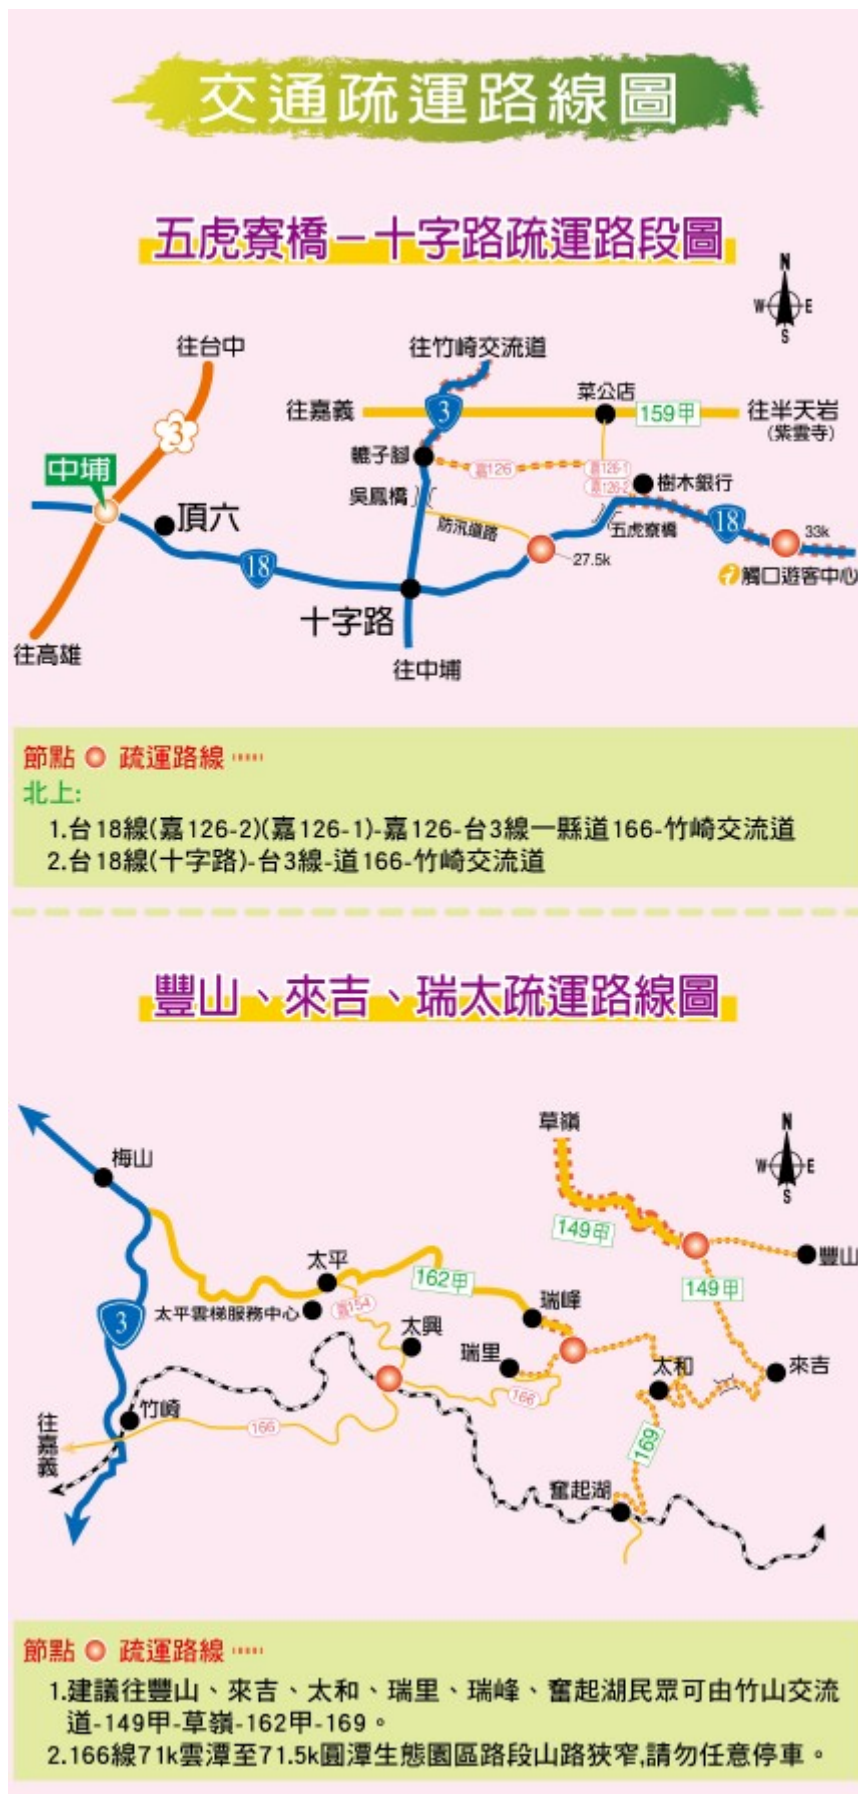 交通疏運路線圖
五虎寮橋－十字路疏運路段圖
N
W E
S
往台中
往竹崎交流道
菜公店
往嘉義
3
159甲
往半天岩
(紫雲寺)
3
轆子腳
嘉126
嘉126-1
嘉126-2
樹木銀行
中埔
吳鳳橋
頂六
防汛道路
五虎寮橋
18
33k
27.5k
18
觸口遊客中心
十字路
往高雄
往中埔
節點 疏運路線
北上:
1.台18線(嘉126-2)(嘉126-1)-嘉126-台3線一縣道166-竹崎交流道
2.台18線(十字路)-台3線-道166-竹崎交流道
豐山、來吉、瑞太疏運路線圖
草嶺
N
W E
S
梅山
149甲
豐山
太平
162甲
149甲
3
太平雲梯服務中心
嘉154
瑞峰
太興
瑞里
太和
來吉
166
竹崎
166
往嘉義
169
奮起湖
節點 疏運路線
1.建議往豐山、來吉、太和、瑞里、瑞峰、奮起湖民眾可由竹山交流
道-149甲-草嶺-162甲-169。
2.166線71k雲潭至71.5k圓潭生態園區路段山路狹窄,請勿任意停車。